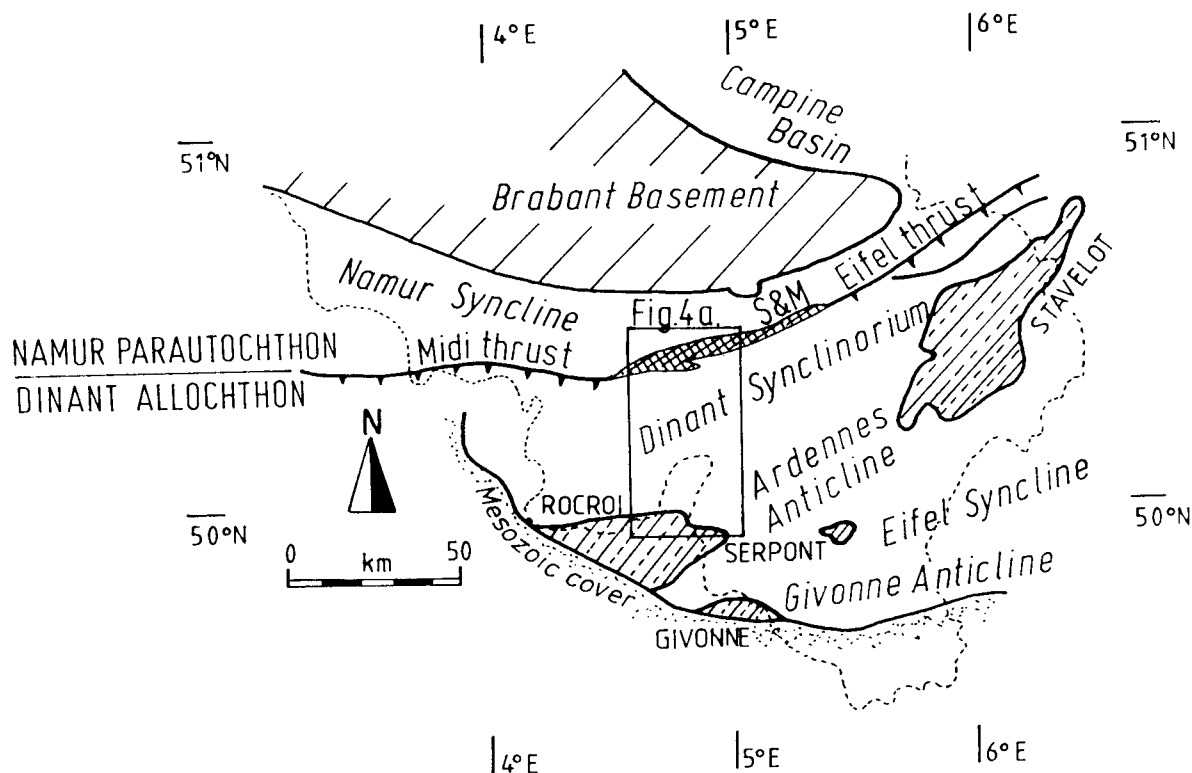 4°E
5°E
6°E
Campine
Basin
51°N
51°N
Brabant Basement
Eifel thrust
Namur Syncline
Fig.4a
S&M
STAVELOT
NAMUR PARAUTOCHTHON
Midi thrust
DINANT ALLOCHTHON
Dinant Synclinorium
N
Ardennes
Anticline
Mesozoic cover
ROCROI
50°N
Eifel Syncline
50°N
SERPONT
0 km 50
Givonne Anticline
GIVONNE
4°E
5°E
6°E